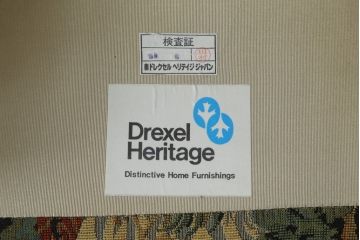 検査証
㈱ドレクセル ヘリテイジ ジャパン
Drexel
Heritage
Distinctive Home Furnishings